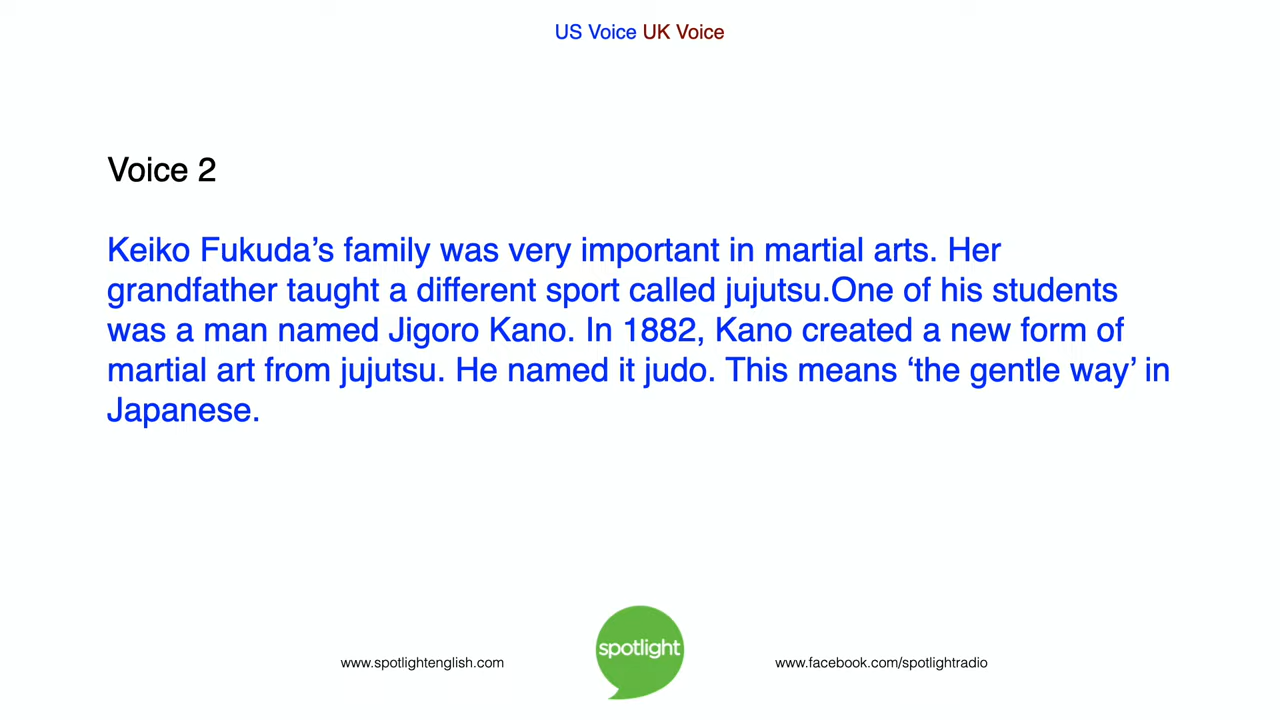 US Voice UK Voice
Voice 2
Keiko Fukuda’s family was very important in martial arts. Her
grandfather taught a different sport called jujutsu.One of his students
was a man named Jigoro Kano. In 1882, Kano created a new form of
martial art from jujutsu. He named it judo. This means ‘the gentle way’ in
Japanese.
spotlight
www.spotlightenglish.com
www.facebook.com/spotlightradio